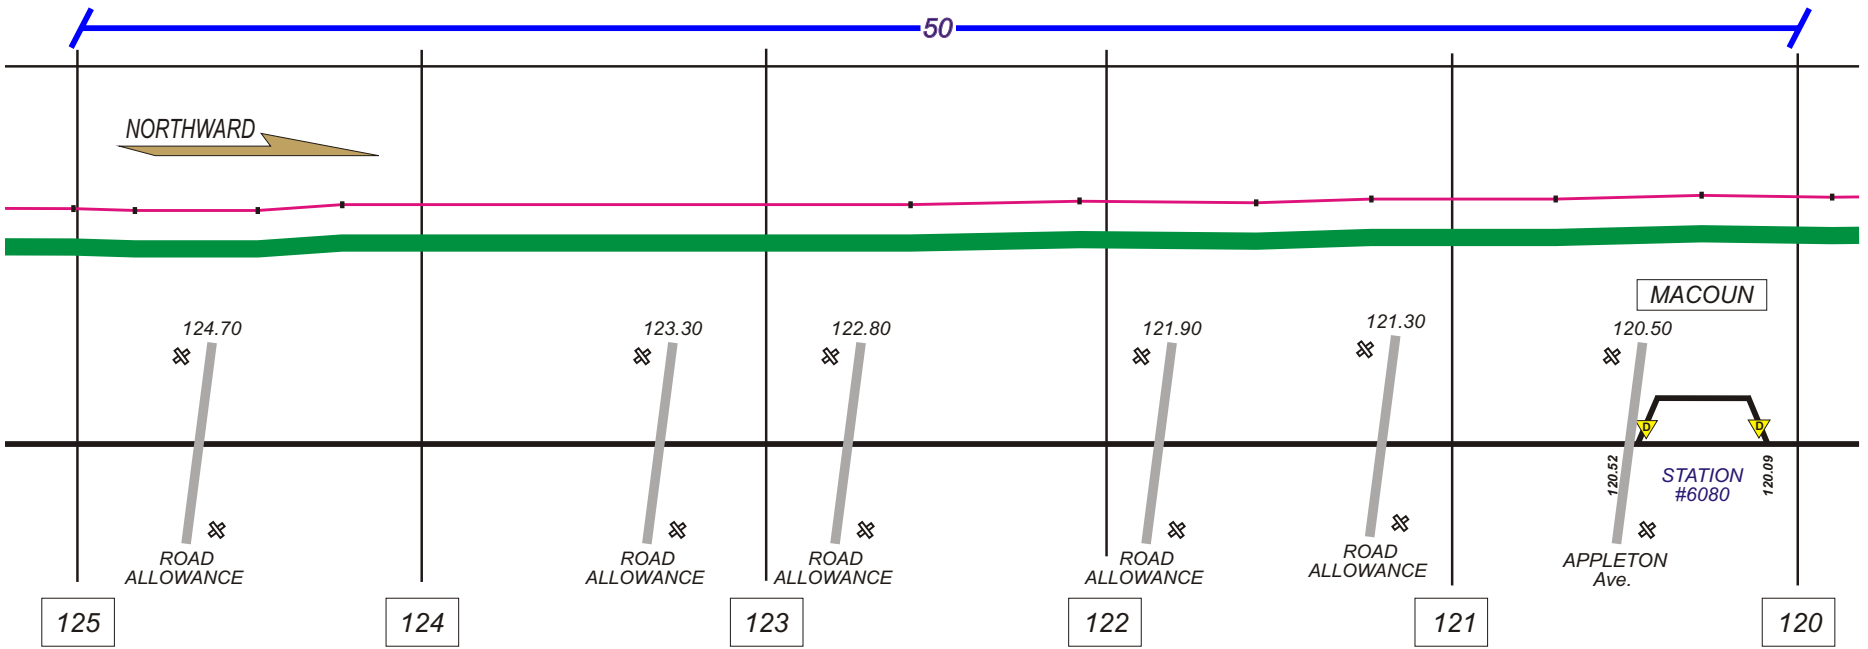 50
NORTHWARD
MACOUN
124.70
123.30
122.80
121.90
121.30
120.50
D
D
120.52
STATION
#6080
120.09
ROAD
ALLOWANCE
ROAD
ALLOWANCE
ROAD
ALLOWANCE
ROAD
ALLOWANCE
ROAD
ALLOWANCE
APPLETON
Ave.
125
124
123
122
121
120